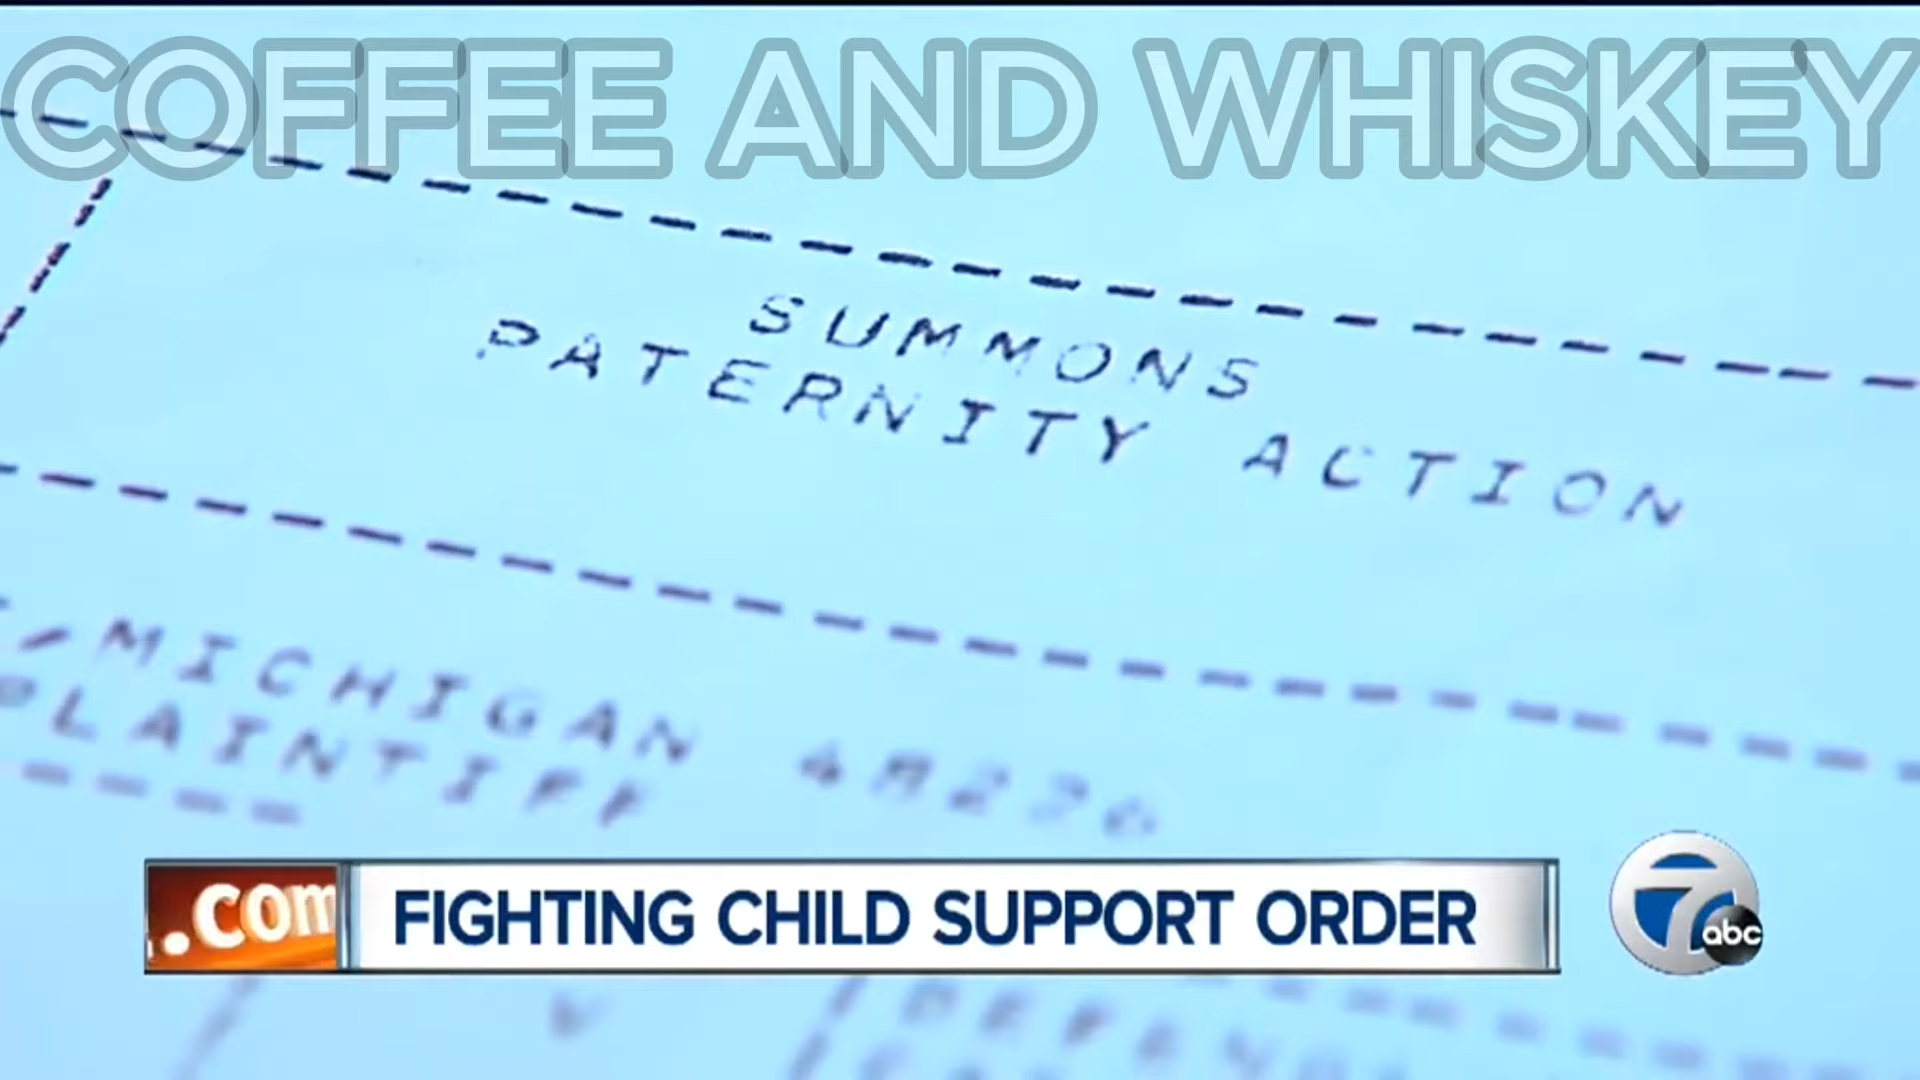 COFFEE AND WHISKEY
SUMMONS
PATERNITY ACTION
MICHIGAN
PLAINTIFF
.com
FIGHTING CHILD SUPPORT ORDER
7
abc